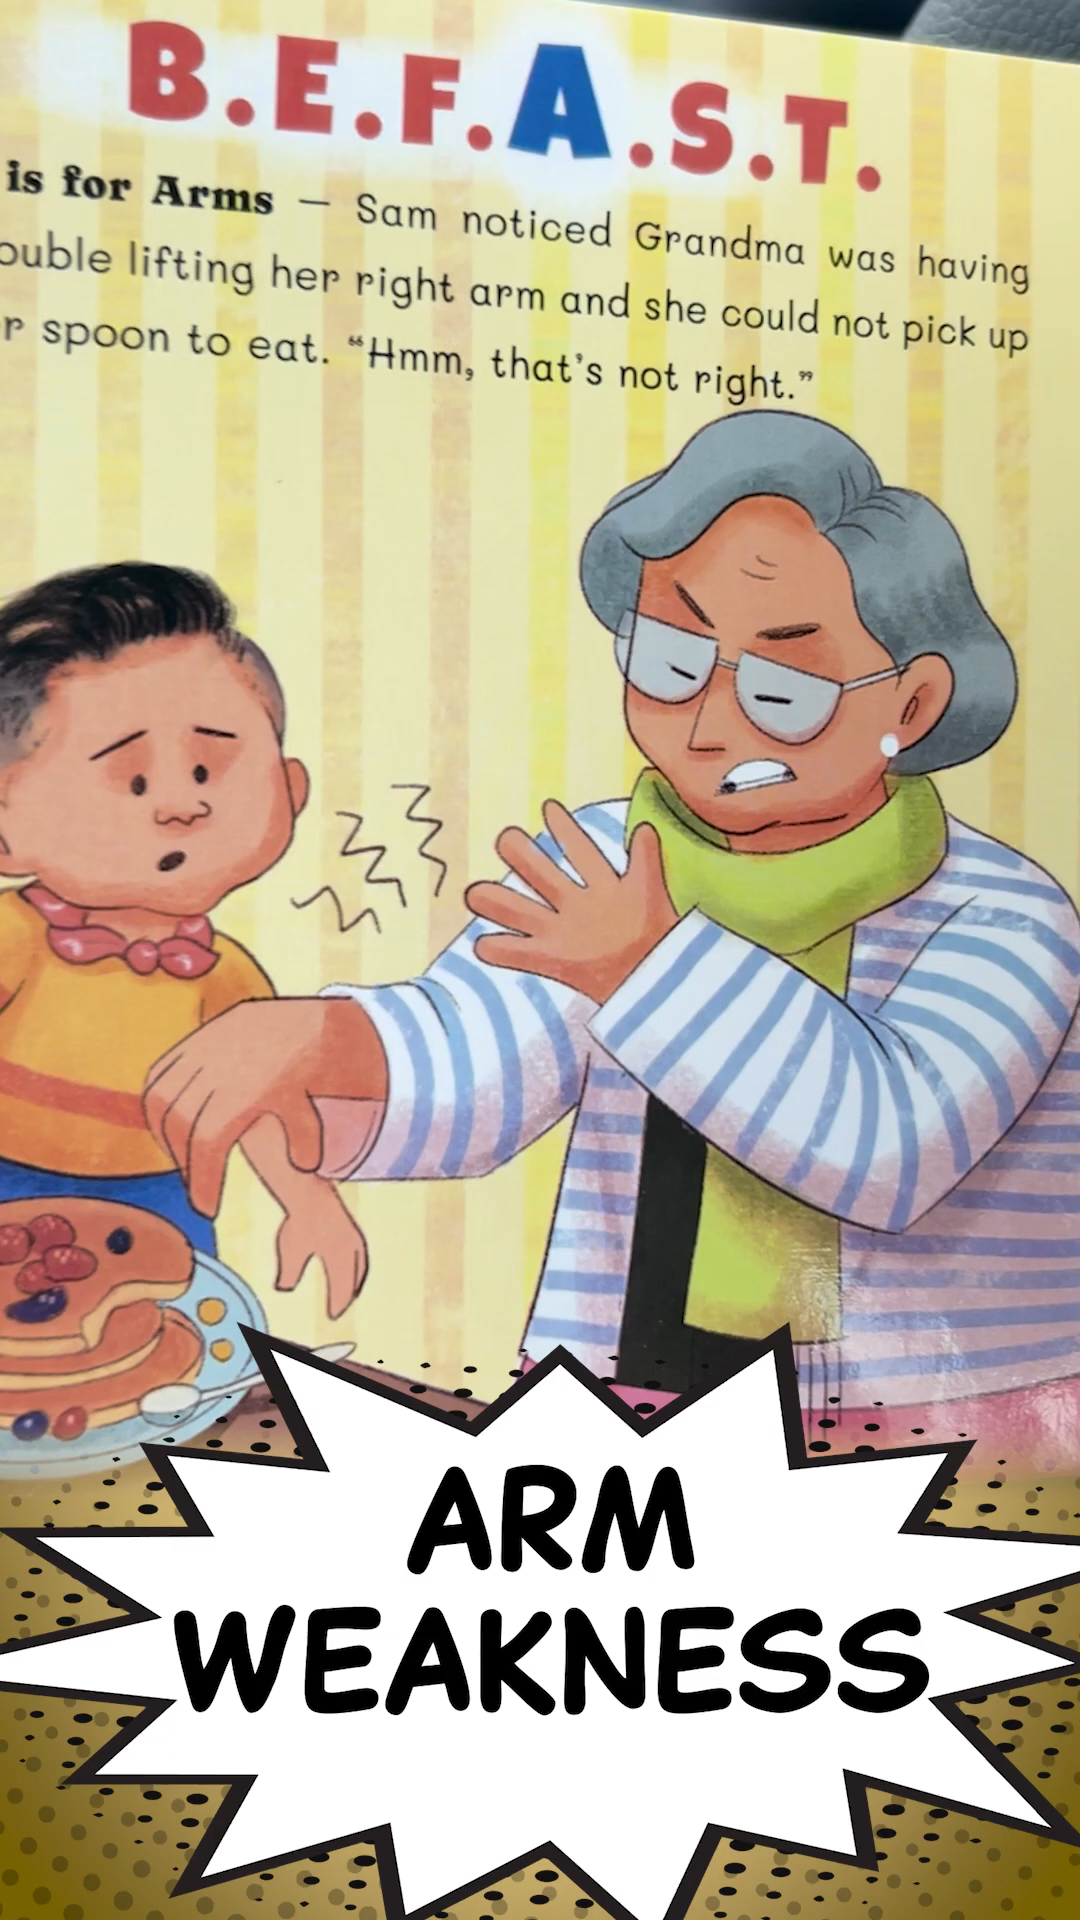 B.E.F.A.S.T.
is for Arms — Sam noticed Grandma was having
lifting her right arm and she could not pick up
spoon to eat. “Hmm, that’s not right.”
ARM
WEAKNESS